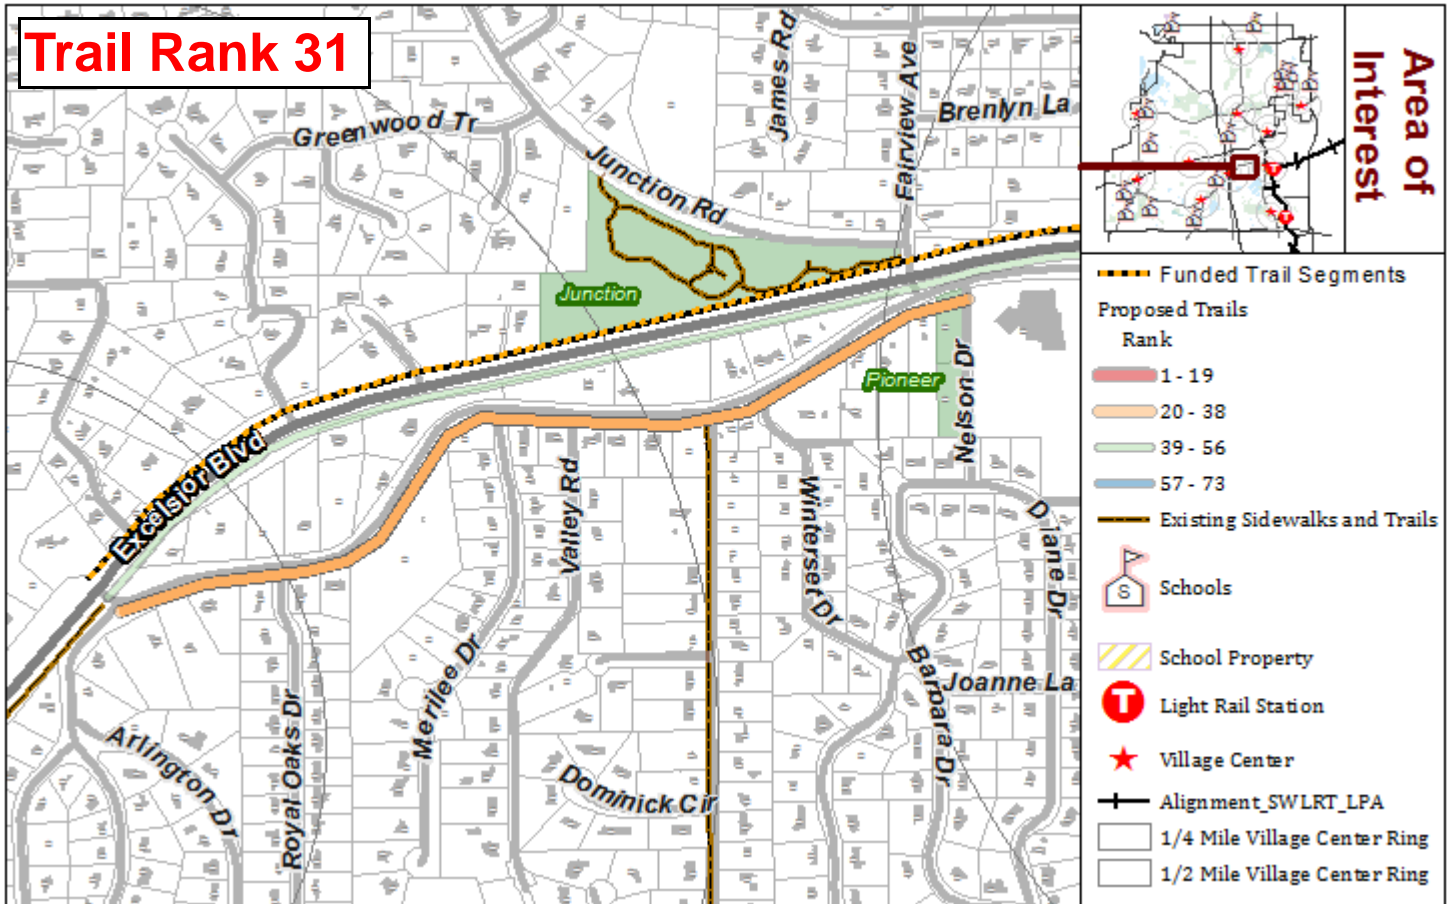 Trail Rank 31
Greenwood Tr
James Rd
Fairview Ave
Brenlyn La
Junction Rd
Junction
Pioneer
Nelson Dr
Excelsior Blvd
Valley Rd
Winterset Dr
Diane Dr
Merilee Dr
Barbara Dr
Joanne La
Royal Oaks Dr
Arlington Dr
Dominick Cir
Area of
Interest
T
T
Funded Trail Segments
Proposed Trails
Rank
1 - 19
20 - 38
39 - 56
57 - 73
Existing Sidewalks and Trails
S
Schools
School Property
T
Light Rail Station
Village Center
Alignment_SWLRT_LPA
1/4 Mile Village Center Ring
1/2 Mile Village Center Ring